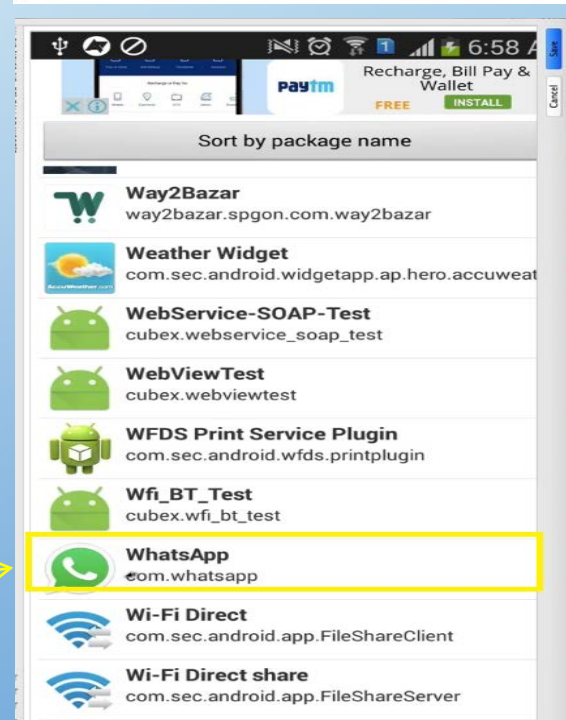 6:58 A
1
Save
Cancel
Recharge, Bill Pay &
Wallet
Paytm
FREE
INSTALL
Sort by package name
Way2Bazar
way2bazar.spgon.com.way2bazar
Weather Widget
com.sec.android.widgetapp.ap.hero.accuweat
AccuWeather.com
WebService-SOAP-Test
cubex.webservice_soap_test
WebViewTest
cubex.webviewtest
WFDS Print Service Plugin
com.sec.android.wfds.printplugin
Wfi_BT_Test
cubex.wfi_bt_test
WhatsApp
com.whatsapp
Wi-Fi Direct
com.sec.android.app.FileShareClient
Wi-Fi Direct share
com.sec.android.app.FileShareServer